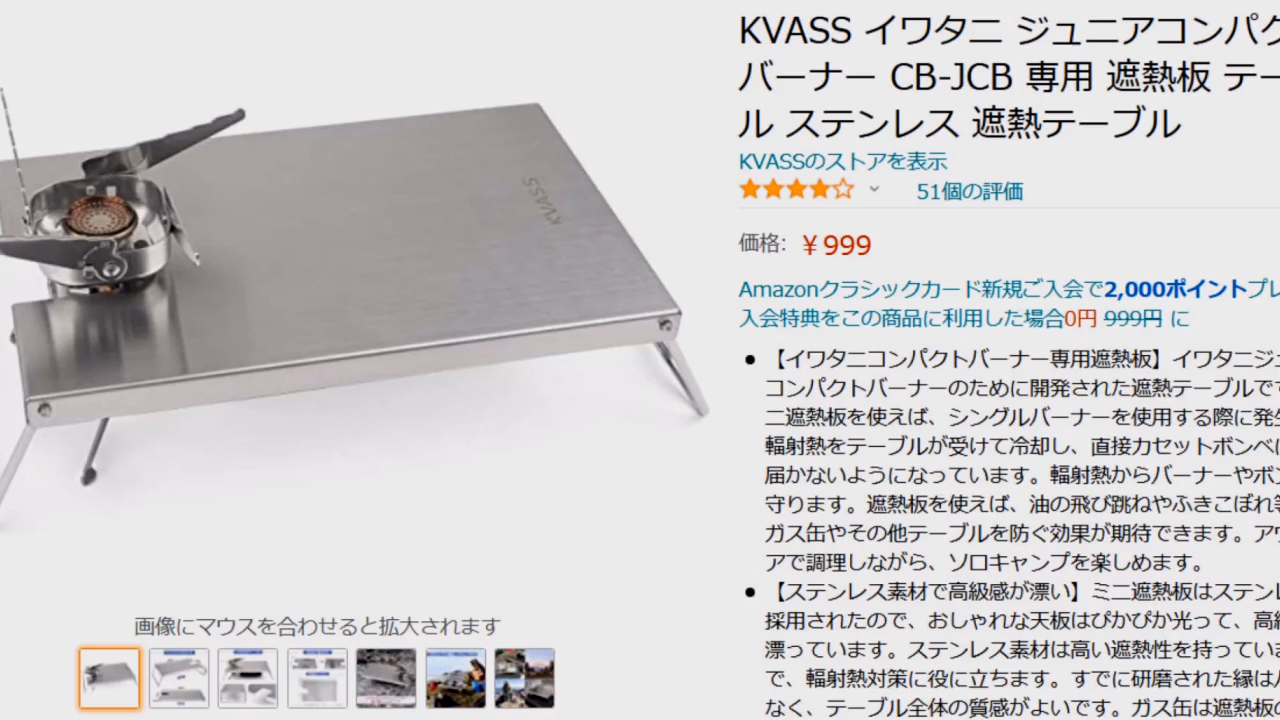 KVASS イワタニ ジュニアコンパク
バーナー CB-JCB 専用 遮熱板 テー
ル ステンレス 遮熱テーブル
KVASSのストアを表示
51個の評価
価格: ￥999
Amazonクラシックカード新規ご入会で2,000ポイントプレ
入会特典をこの商品に利用した場合0円 999円 に
● 【イワタニコンパクトバーナー専用遮熱板】イワタニジュ
コンパクトバーナーのために開発された遮熱テーブルです
二遮熱板を使えば、シングルバーナーを使用する際に発生
輻射熱をテーブルが受けて冷却し、直接カセットボンベに
届かないようになっています。輻射熱からバーナーやボン
守ります。遮熱板を使えば、油の飛び跳ねやふきこぼれ等
ガス缶やその他テーブルを防ぐ効果が期待できます。アウ
アで調理しながら、ソロキャンプを楽しめます。
● 【ステンレス素材で高級感が漂い】ミニ遮熱板はステンレ
採用されたので、おしゃれな天板はぴかぴか光って、高級
漂っています。ステンレス素材は高い遮熱性を持っていま
で、輻射熱対策に役に立ちます。すでに研磨された縁は
なく、テーブル全体の質感がよいです。ガス缶は遮熱板の
KVASS
画像にマウスを合わせると拡大されます